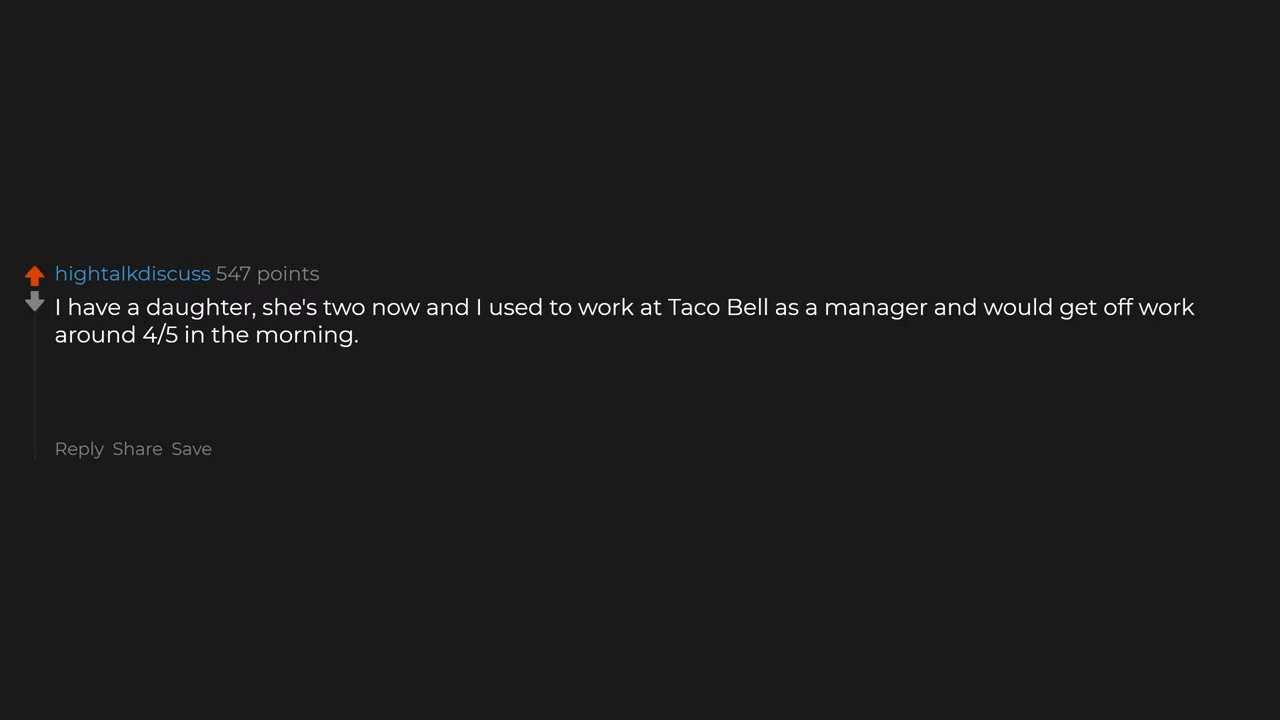 hightalkdiscuss 547 points
I have a daughter, she's two now and I used to work at Taco Bell as a manager and would get off work
around 4/5 in the morning.
Reply Share Save